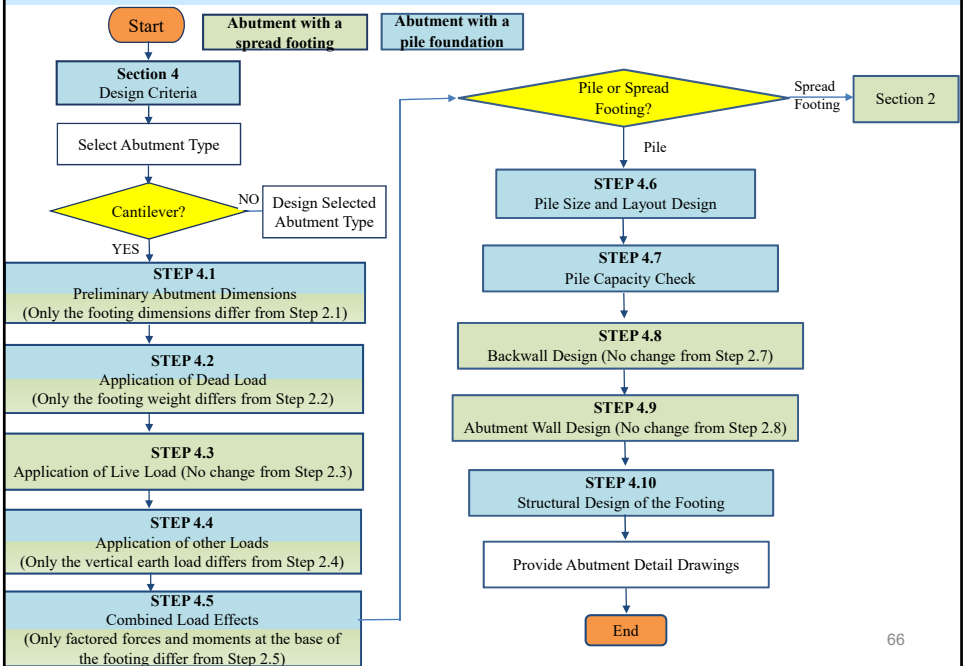 Start
Abutment with a
spread footing
Abutment with a
pile foundation
Section 4
Design Criteria
Select Abutment Type
Cantilever?
NO
Design Selected
Abutment Type
YES
STEP 4.1
Preliminary Abutment Dimensions
(Only the footing dimensions differ from Step 2.1)
STEP 4.2
Application of Dead Load
(Only the footing weight differs from Step 2.2)
STEP 4.3
Application of Live Load (No change from Step 2.3)
STEP 4.4
Application of other Loads
(Only the vertical earth load differs from Step 2.4)
STEP 4.5
Combined Load Effects
(Only factored forces and moments at the base of
the footing differ from Step 2.5)
Pile or Spread
Footing?
Spread
Footing
Section 2
Pile
STEP 4.6
Pile Size and Layout Design
STEP 4.7
Pile Capacity Check
STEP 4.8
Backwall Design (No change from Step 2.7)
STEP 4.9
Abutment Wall Design (No change from Step 2.8)
STEP 4.10
Structural Design of the Footing
Provide Abutment Detail Drawings
End
66